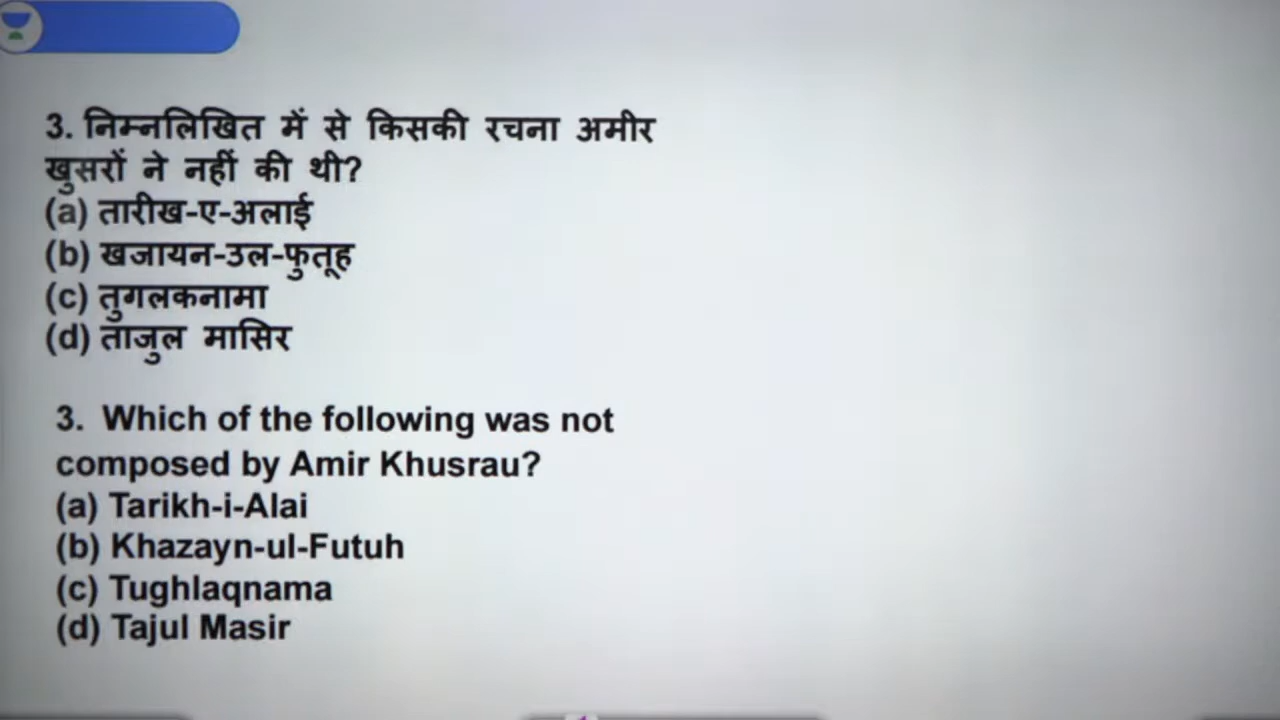 3. निम्नलिखित में से किसकी रचना अमीर
खुसरों ने नहीं की थी?
(a) तारीख-ए-अलाई
(b) खजायन-उल-फुतूह
(c) तुगलकनामा
(d) ताजुल मासिर
3. Which of the following was not
composed by Amir Khusrau?
(a) Tarikh-i-Alai
(b) Khazayn-ul-Futuh
(c) Tughlaqnama
(d) Tajul Masir